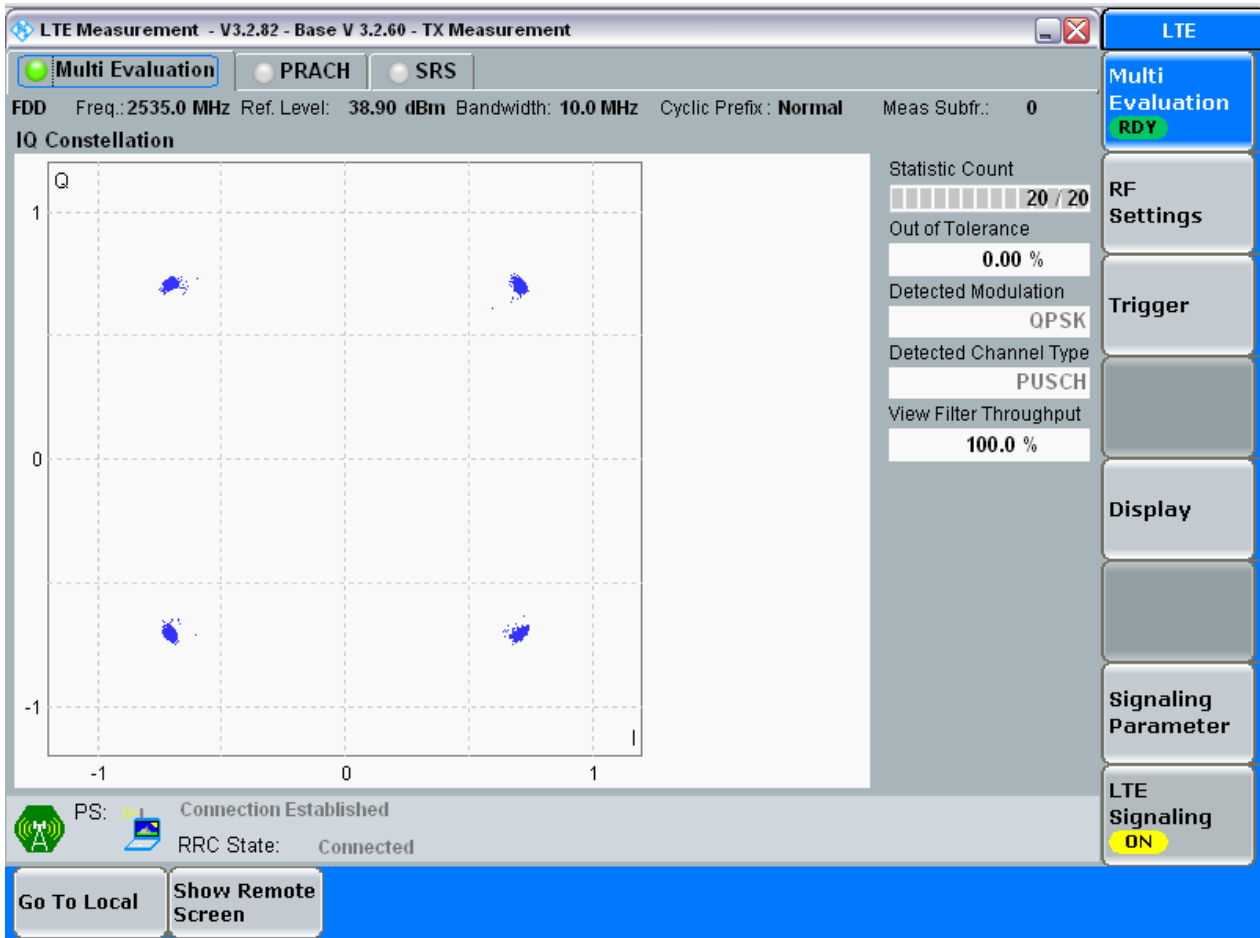 LTE Measurement - V3.2.82 - Base V 3.2.60 - TX Measurement
LTE
Multi Evaluation PRACH SRS
FDD Freq.: 2535.0 MHz Ref. Level: 38.90 dBm Bandwidth: 10.0 MHz Cyclic Prefix : Normal Meas Subfr.: 0
IQ Constellation
Q
1
0
-1
I
-1 0 1
Statistic Count
20 / 20
Out of Tolerance
0.00 %
Detected Modulation
QPSK
Detected Channel Type
PUSCH
View Filter Throughput
100.0 %
Multi
Evaluation
RDY
RF
Settings
Trigger
Display
Signaling
Parameter
LTE
Signaling
ON
PS: Connection Established
RRC State: Connected
Go To Local
Show Remote
Screen